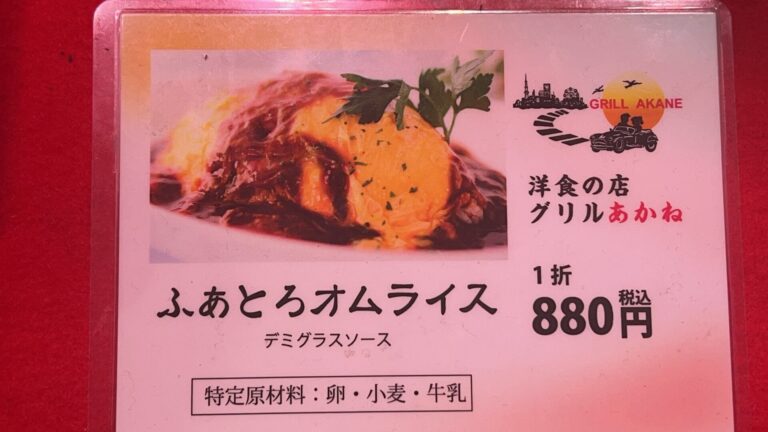 GRILL AKANE
洋食の店
グリルあかね
ふあとろオムライス
デミグラスソース
1折
880円
税込
特定原材料：卵・小麦・牛乳